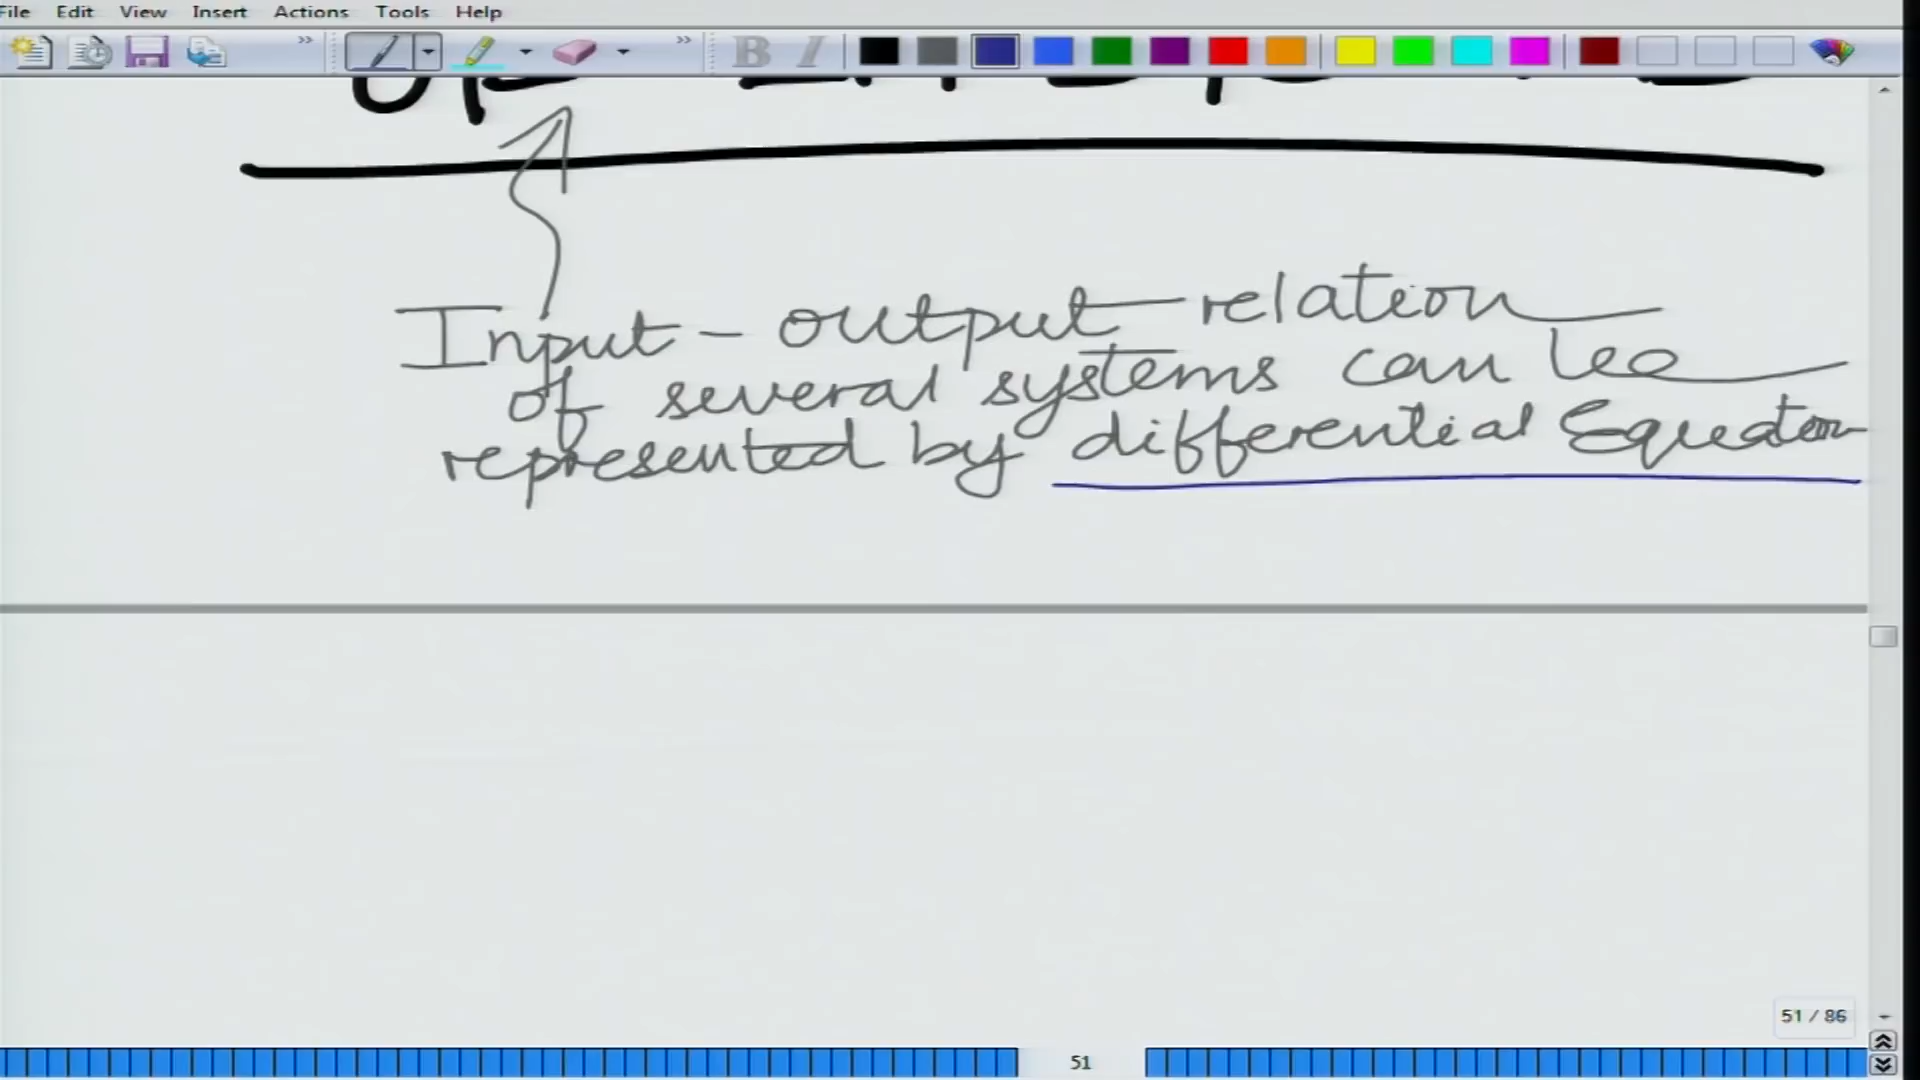 File Edit View Insert Actions Tools Help
B I
Input - output relation
of several systems can be
represented by differential Equation
51 / 86
51